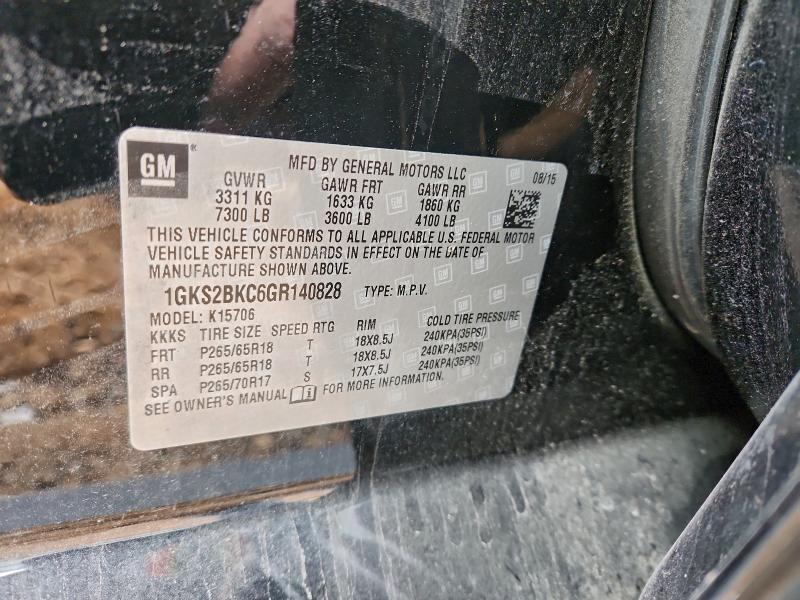 GM ®
MFD BY GENERAL MOTORS LLC
08/15
GVWR GAWR FRT GAWR RR
3311 KG 1633 KG 1860 KG
7300 LB 3600 LB 4100 LB
THIS VEHICLE CONFORMS TO ALL APPLICABLE U.S. FEDERAL MOTOR
VEHICLE SAFETY STANDARDS IN EFFECT ON THE DATE OF
MANUFACTURE SHOWN ABOVE.
1GKS2BKC6GR140828 TYPE: M.P.V.
MODEL: K15706
KKKS TIRE SIZE SPEED RTG RIM COLD TIRE PRESSURE
FRT P265/65R18 T 18X8.5J 240KPA(35PSI)
RR P265/65R18 T 18X8.5J 240KPA(35PSI)
SPA P265/70R17 S 17X7.5J 240KPA(35PSI)
SEE OWNER'S MANUAL FOR MORE INFORMATION.